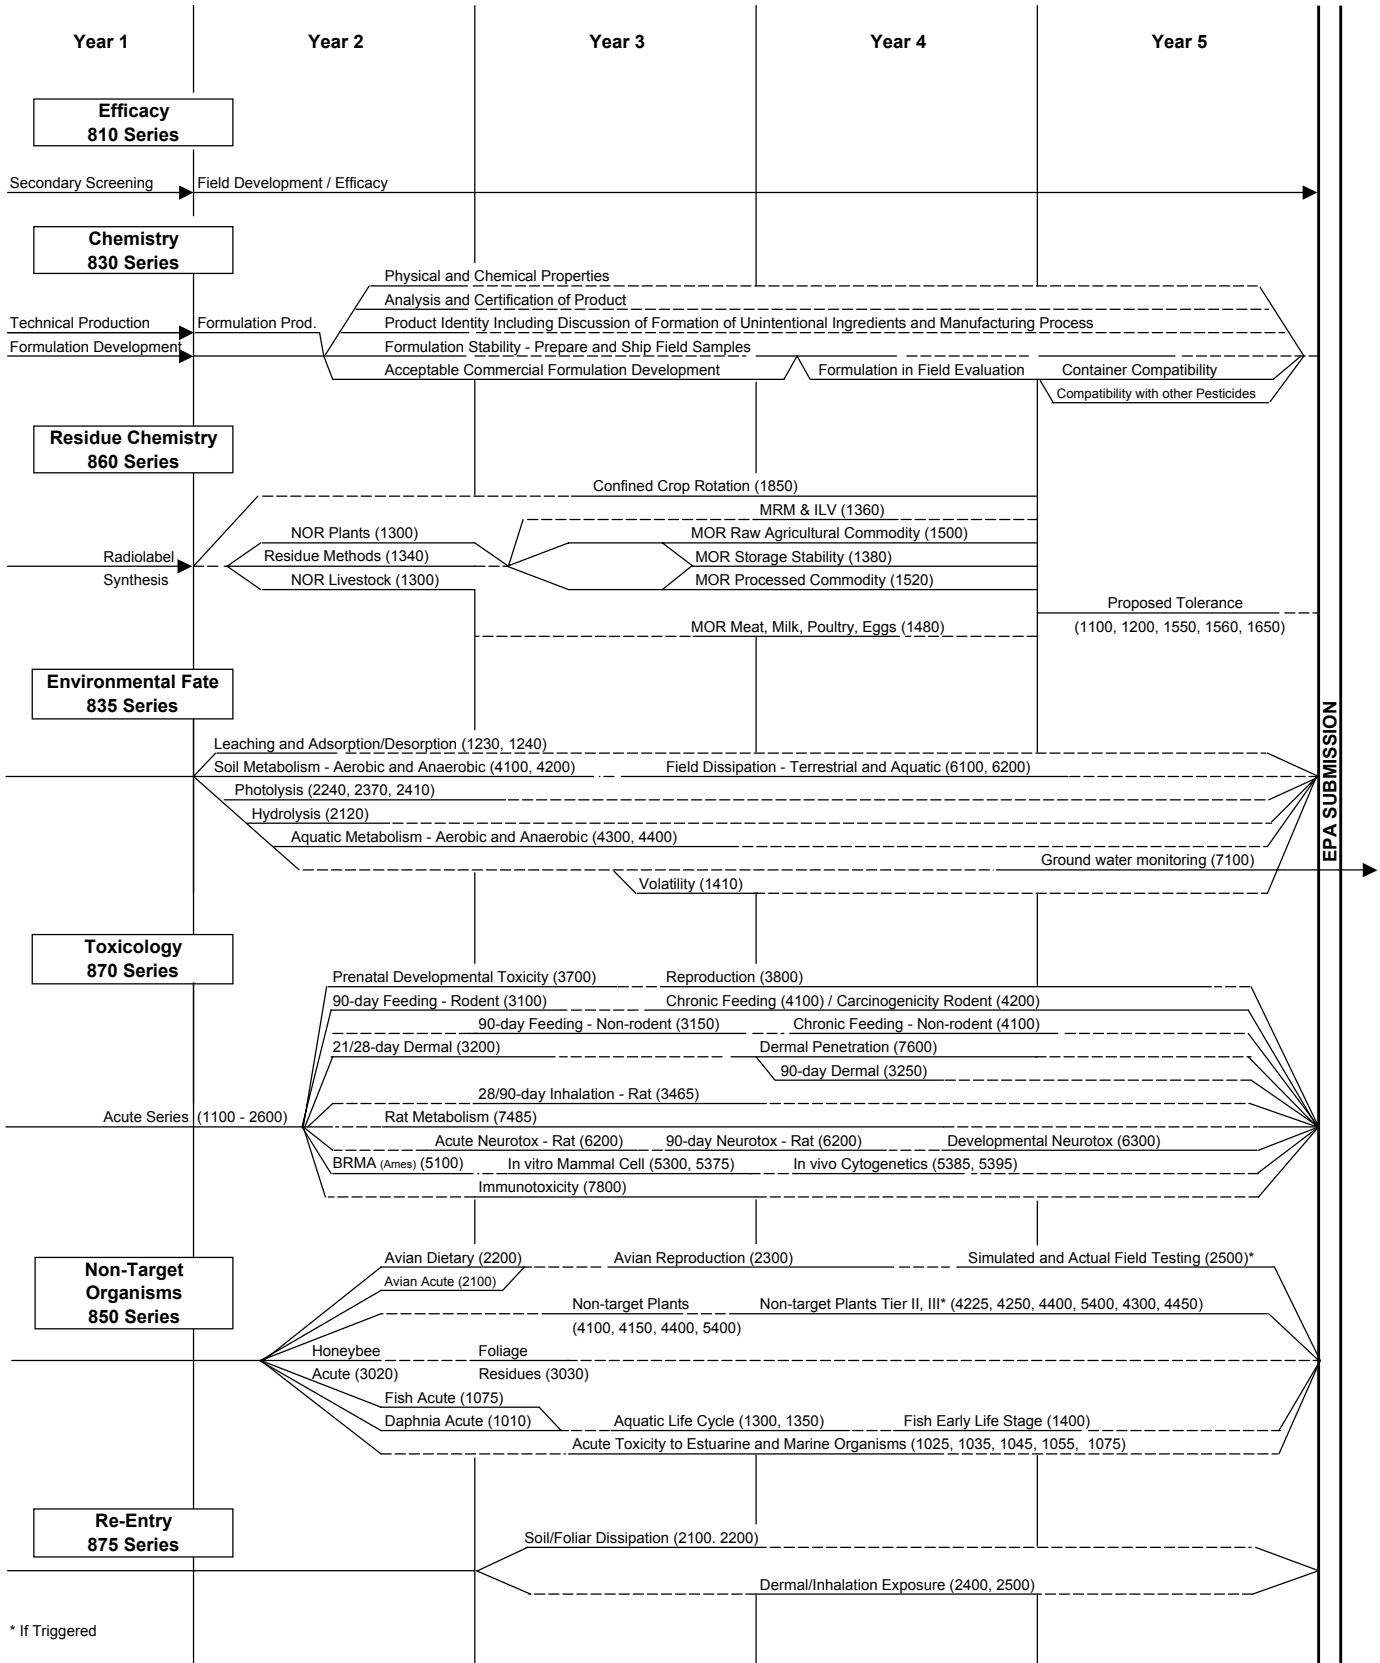 Year 1
Year 2
Year 3
Year 4
Year 5
Efficacy
810 Series
Secondary Screening
Field Development / Efficacy
Chemistry
830 Series
Physical and Chemical Properties
Analysis and Certification of Product
Technical Production
Formulation Prod.
Product Identity Including Discussion of Formation of Unintentional Ingredients and Manufacturing Process
Formulation Development
Formulation Stability - Prepare and Ship Field Samples
Acceptable Commercial Formulation Development
Formulation in Field Evaluation
Container Compatibility
Compatibility with other Pesticides
Residue Chemistry
860 Series
Confined Crop Rotation (1850)
MRM & ILV (1360)
NOR Plants (1300)
MOR Raw Agricultural Commodity (1500)
Radiolabel
Synthesis
Residue Methods (1340)
MOR Storage Stability (1380)
NOR Livestock (1300)
MOR Processed Commodity (1520)
Proposed Tolerance
(1100, 1200, 1550, 1560, 1650)
MOR Meat, Milk, Poultry, Eggs (1480)
Environmental Fate
835 Series
EPA SUBMISSION
Leaching and Adsorption/Desorption (1230, 1240)
Soil Metabolism - Aerobic and Anaerobic (4100, 4200)
Field Dissipation - Terrestrial and Aquatic (6100, 6200)
Photolysis (2240, 2370, 2410)
Hydrolysis (2120)
Aquatic Metabolism - Aerobic and Anaerobic (4300, 4400)
Ground water monitoring (7100)
Volatility (1410)
Toxicology
870 Series
Prenatal Developmental Toxicity (3700)
Reproduction (3800)
90-day Feeding - Rodent (3100)
Chronic Feeding (4100) / Carcinogenicity Rodent (4200)
90-day Feeding - Non-rodent (3150)
Chronic Feeding - Non-rodent (4100)
21/28-day Dermal (3200)
Dermal Penetration (7600)
90-day Dermal (3250)
28/90-day Inhalation - Rat (3465)
Acute Series (1100 - 2600)
Rat Metabolism (7485)
Acute Neurotox - Rat (6200)
90-day Neurotox - Rat (6200)
Developmental Neurotox (6300)
BRMA (Ames) (5100)
In vitro Mammal Cell (5300, 5375)
In vivo Cytogenetics (5385, 5395)
Immunotoxicity (7800)
Non-Target
Organisms
850 Series
Avian Dietary (2200)
Avian Reproduction (2300)
Simulated and Actual Field Testing (2500)*
Avian Acute (2100)
Non-target Plants
(4100, 4150, 4400, 5400)
Non-target Plants Tier II, III* (4225, 4250, 4400, 5400, 4300, 4450)
Honeybee
Acute (3020)
Foliage
Residues (3030)
Fish Acute (1075)
Daphnia Acute (1010)
Aquatic Life Cycle (1300, 1350)
Fish Early Life Stage (1400)
Acute Toxicity to Estuarine and Marine Organisms (1025, 1035, 1045, 1055, 1075)
Re-Entry
875 Series
Soil/Foliar Dissipation (2100. 2200)
Dermal/Inhalation Exposure (2400, 2500)
* If Triggered